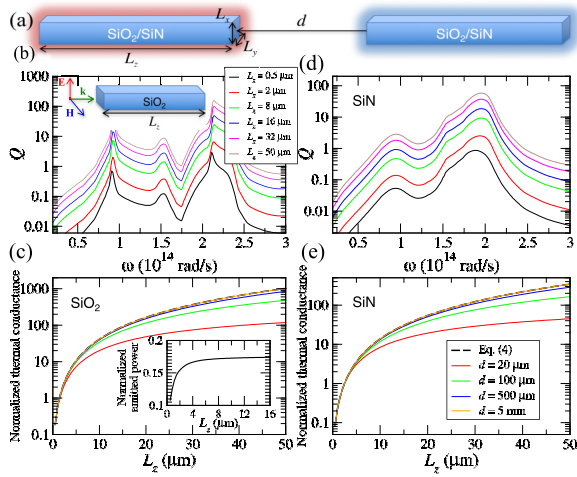 (a)
SiO2/SiN
Lx
Ly
Lz
d
SiO2/SiN
(b)
E
k
H
SiO2
Lz
Lz = 0.5 μm
Lz = 2 μm
Lz = 8 μm
Lz = 16 μm
Lz = 32 μm
Lz = 50 μm
Q
1000
100
10
1
0.1
0.01
0.5
1
1.5
2
2.5
3
ω (10^14 rad/s)
(d)
SiN
Q
1000
100
10
1
0.1
0.01
0.5
1
1.5
2
2.5
3
ω (10^14 rad/s)
(c)
SiO2
Normalized thermal conductance
1000
100
10
1
0.1
0
10
20
30
40
50
Lz (μm)
Normalized
emitted power
0.2
0.15
0.1
0
4
8
12
16
Lz (μm)
(e)
SiN
Normalized thermal conductance
100
10
1
0.1
0
10
20
30
40
50
Lz (μm)
Eq. (4)
d = 20 μm
d = 100 μm
d = 500 μm
d = 5 mm